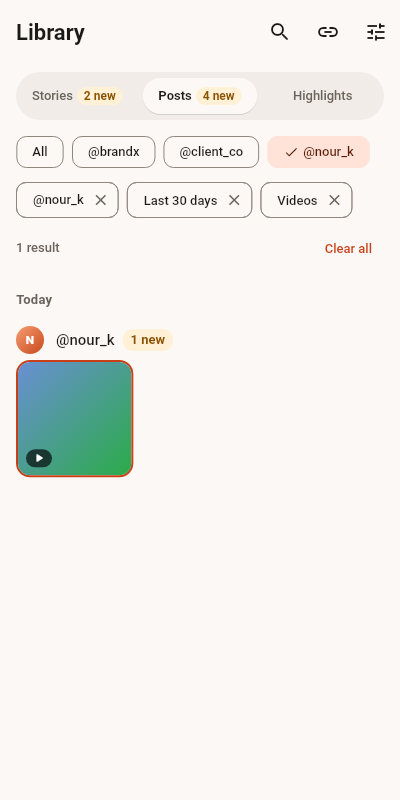 Library
Stories 2 new Posts 4 new Highlights
All @brandx @client_co @nour_k
@nour_k Last 30 days Videos
1 result Clear all
Today
N @nour_k 1 new